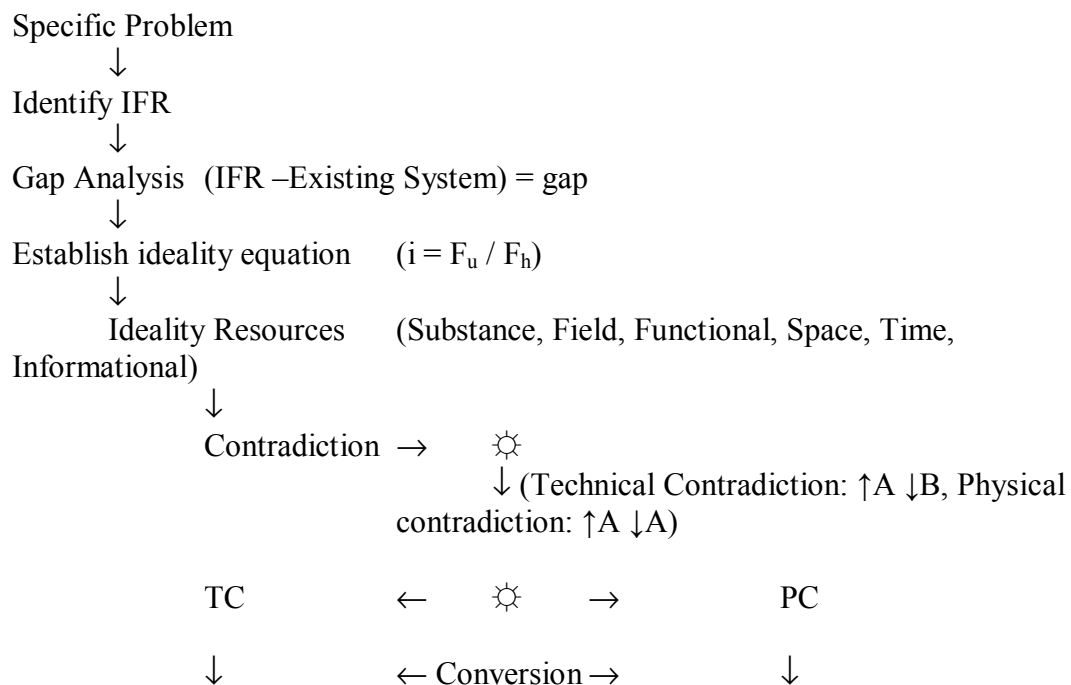 Specific Problem
↓
Identify IFR
↓
Gap Analysis (IFR –Existing System) = gap
↓
Establish ideality equation (i = Fu / Fh)
↓
Ideality Resources (Substance, Field, Functional, Space, Time,
Informational)
↓
Contradiction → ☼
↓ (Technical Contradiction: ↑A ↓B, Physical
contradiction: ↑A ↓A)
TC ← ☼ → PC
↓ ← Conversion → ↓